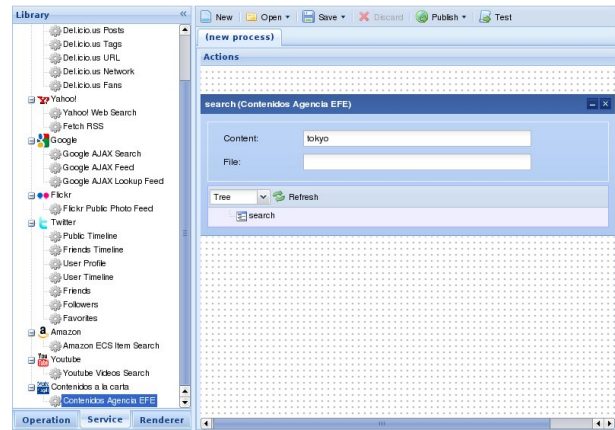 Library
Del.icio.us Posts
Del.icio.us Tags
Del.icio.us URL
Del.icio.us Network
Del.icio.us Fans
Yahoo!
Yahoo! Web Search
Fetch RSS
Google
Google AJAX Search
Google AJAX Feed
Google AJAX Lookup Feed
Flickr
Flickr Public Photo Feed
Twitter
Public Timeline
Friends Timeline
User Profile
User Timeline
Friends
Followers
Favorites
Amazon
Amazon ECS Item Search
Youtube
Youtube Videos Search
Contenidos a la carta
Contenidos Agencia EFE
Operation Service Renderer
New Open Save Discard Publish Test
(new process)
Actions
search (Contenidos Agencia EFE)
Content: tokyo
File:
Tree Refresh
search